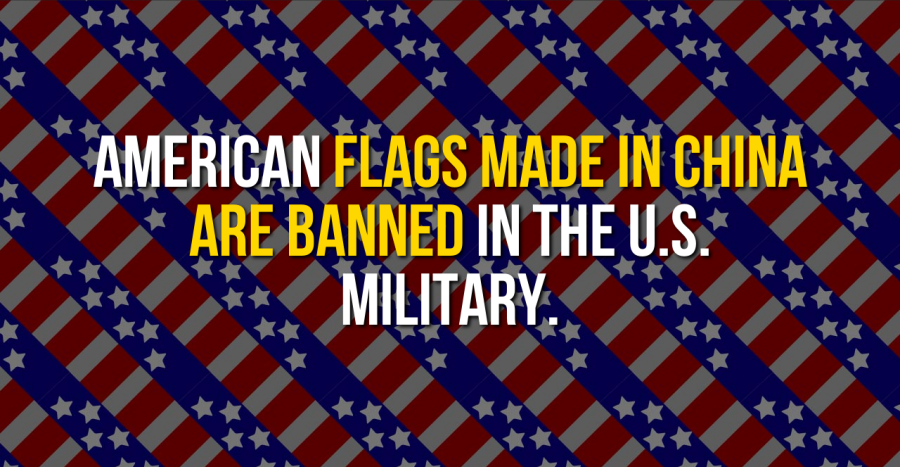 AMERICAN FLAGS MADE IN CHINA
ARE BANNED IN THE U.S.
MILITARY.